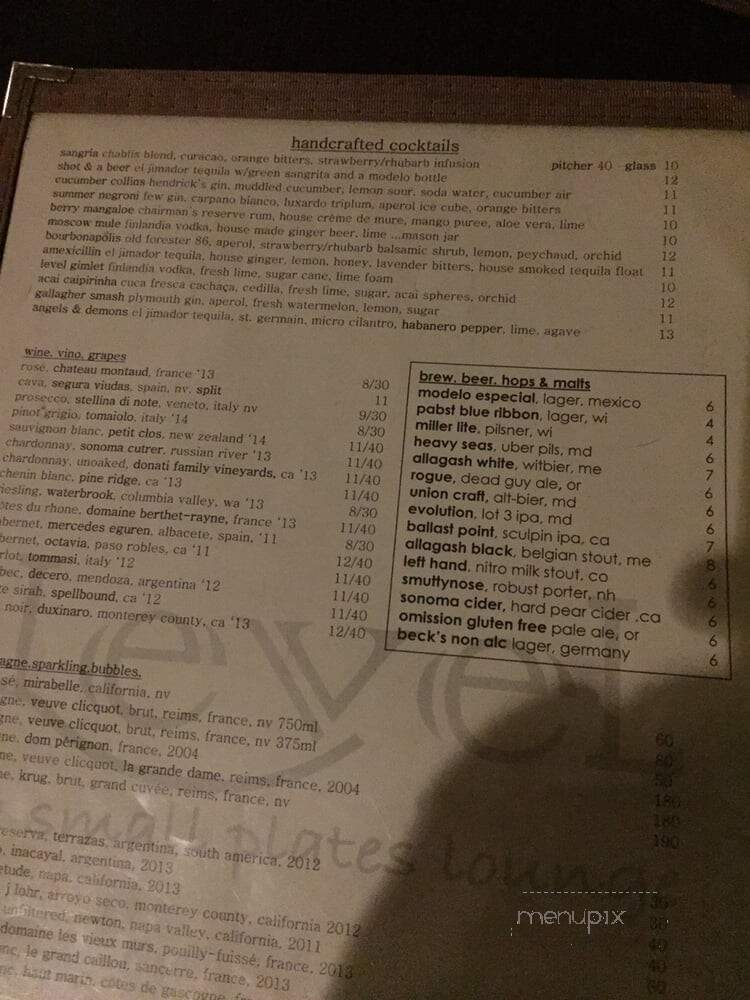 handcrafted cocktails
sangria chablis blend, curacao, orange bitters, strawberry/rhubarb infusion pitcher 40 glass 10
shot & a beer el jimador tequila w/green sangrita and a modelo bottle 12
cucumber collins hendrick's gin, muddled cucumber, lemon sour, soda water, cucumber air 11
summer negroni few gin, carpano bianco, luxardo triplum, aperol ice cube, orange bitters 11
berry mangaloe chairman's reserve rum, house crème de mure, mango puree, aloe vera, lime 10
moscow mule finlandia vodka, house made ginger beer, lime ...mason jar 10
bourbonapolis old forester 86, aperol, strawberry/rhubarb balsamic shrub, lemon, peychaud, orchid 12
amexicillin el jimador tequila, house ginger, lemon, honey, lavender bitters, house smoked tequila float 11
level gimlet finlandia vodka, fresh lime, sugar cane, lime foam 10
acai caipirinha cuca fresca cachaça, cedilla, fresh lime, sugar, acai spheres, orchid 12
gallagher smash plymouth gin, aperol, fresh watermelon, lemon, sugar 11
angels & demons el jimador tequila, st. germain, micro cilantro, habanero pepper, lime, agave 13
wine, vino, grapes
rosé, chateau montaud, france '13 8/30
cava, segura viudas, spain, nv, split 11
prosecco, stellina di note, veneto, italy nv 9/30
pinot grigio, tomaiolo, italy '14 8/30
sauvignon blanc, petit clos, new zealand '14 11/40
chardonnay, sonoma cutrer, russian river '13 11/40
chardonnay, unoaked, donati family vineyards, ca '13 11/40
chenin blanc, pine ridge, ca '13 11/40
riesling, waterbrook, columbia valley, wa '13 8/30
otes du rhone, domaine berthet-rayne, france '13 11/40
abernet, mercedes eguren, albacete, spain, '11 8/30
bernet, octavia, paso robles, ca '11 12/40
rlot, tommasi, italy '12 11/40
bec, decero, mendoza, argentina '12 11/40
e sirah, spellbound, ca '12 11/40
noir, duxinaro, monterey county, ca '13 12/40
brew, beer, hops & malts
modelo especial, lager, mexico 6
pabst blue ribbon, lager, wi 4
miller lite, pilsner, wi 4
heavy seas, uber pils, md 6
allagash white, witbier, me 7
rogue, dead guy ale, or 6
union craft, alt-bier, md 6
evolution, lot 3 ipa, md 6
ballast point, sculpin ipa, ca 7
allagash black, belgian stout, me 8
left hand, nitro milk stout, co 6
smuttynose, robust porter, nh 6
sonoma cider, hard pear cider ,ca 6
omission gluten free pale ale, or 6
beck's non alc lager, germany 6
agne,sparkling,bubbles,
sé, mirabelle, california, nv 60
gne, veuve clicquot, brut, reims, france, nv 750ml 80
gne, veuve clicquot, brut, reims, france, nv 375ml 50
ne, dom pérignon, france, 2004 180
ne, veuve clicquot, la grande dame, reims, france, 2004 180
ne, krug, brut, grand cuvée, reims, france, nv 190
level
small plates lounge
reserva, terrazas, argentina, south america, 2012 30
o, inacayal, argentina, 2013 30
etude, napa, california, 2013 40
j lohr, arroyo seco, monterey county, california 2012 40
unfiltered, newton, napa valley, california, 2011 60
domaine les vieux murs, pouilly-fuissé, france, 2013
nc, le grand caillou, sancerre, france, 2013
nc, haut marin, côtes de gascogne,
menupix